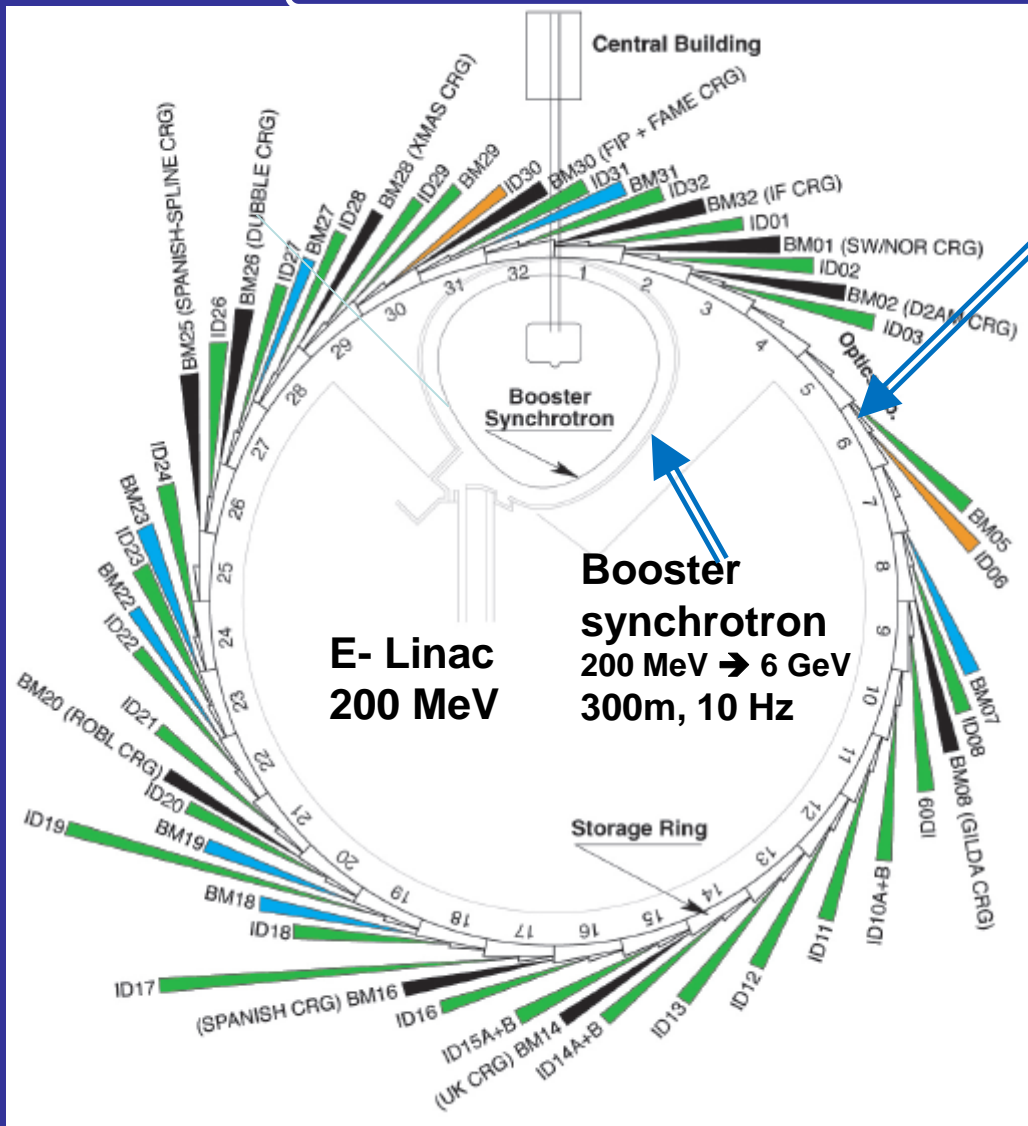 Central Building
BM25 (SPANISH-SPLINE CRG)
ID26
BM26 (DUBBLE CRG)
ID27
BM27
ID28
BM28 (XMAS CRG)
ID29
BM29
ID30
BM30 (FIP + FAME CRG)
ID31
BM31
ID32
BM32 (IF CRG)
ID01
BM01 (SW/NOR CRG)
ID02
BM02 (D2AM CRG)
ID03
BM05
ID06
BM07
ID08
BM08 (GILDA CRG)
ID09
ID10A+B
ID11
ID12
ID13
ID14A+B
(UK CRG) BM14
ID15A+B
ID16
(SPANISH CRG) BM16
ID17
ID18
BM18
BM19
ID19
ID20
BM20 (ROBL CRG)
ID21
ID22
BM22
ID23
BM23
ID24
1
2
3
4
5
6
7
8
9
10
11
12
13
14
15
16
17
18
19
20
21
22
23
24
25
26
27
28
29
30
31
32
Booster
Synchrotron
E- Linac
200 MeV
Booster
synchrotron
200 MeV ➔ 6 GeV
300m, 10 Hz
Storage Ring